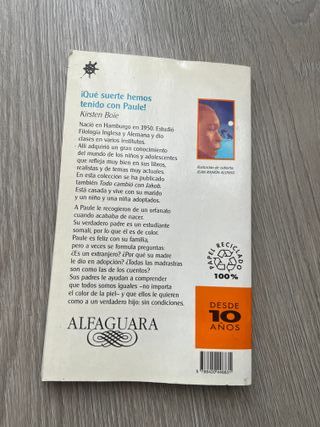 ¡Qué suerte hemos
tenido con Paule!
Kirsten Boie
Nació en Hamburgo en 1950. Estudió
Filología Inglesa y Alemana y dio
clases en varios institutos.
Allí adquirió un gran conocimiento
del mundo de los niños y adolescentes
que refleja muy bien en sus libros,
realistas y de temas muy actuales.
En esta colección se ha publicado
también Todo cambió con Jakob.
Está casada y vive con su marido
y un niño y una niña adoptados.
A Paule le recogieron de un orfanato
cuando acababa de nacer.
Su verdadero padre es un estudiante
somalí, por lo que él es de color.
Paule es feliz con su familia,
pero a veces se formula preguntas:
¿Es un extranjero? ¿Por qué su madre
le dio en adopción? ¿Todas las madrastras
son como las de los cuentos?
Sus padres le ayudan a comprender
que todos somos iguales –no importa
el color de la piel– y que ellos le quieren
como a un verdadero hijo: sin condiciones.
ALFAGUARA
Ilustración de cubierta:
JUAN RAMÓN ALONSO
PAPEL RECICLADO
100%
DESDE
10
AÑOS